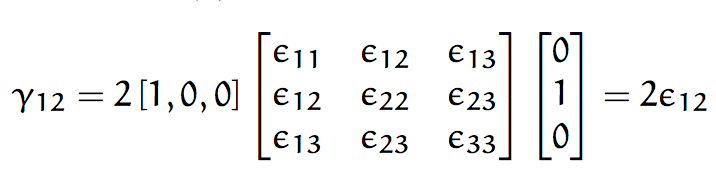 γ₁₂ = 2 [1, 0, 0] [ϵ₁₁ ϵ₁₂ ϵ₁₃; ϵ₁₂ ϵ₂₂ ϵ₂₃; ϵ₁₃ ϵ₂₃ ϵ₃₃] [0; 1; 0] = 2ϵ₁₂